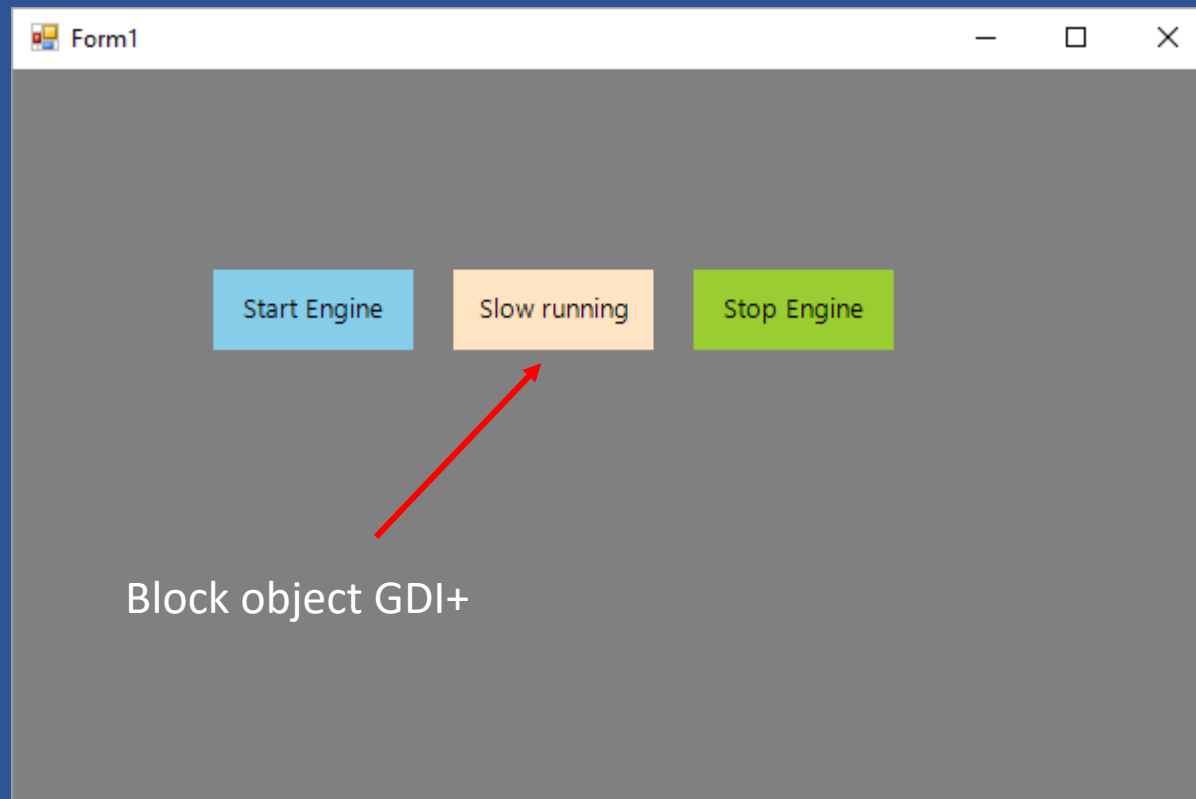 Form1
Start Engine
Slow running
Stop Engine
Block object GDI+